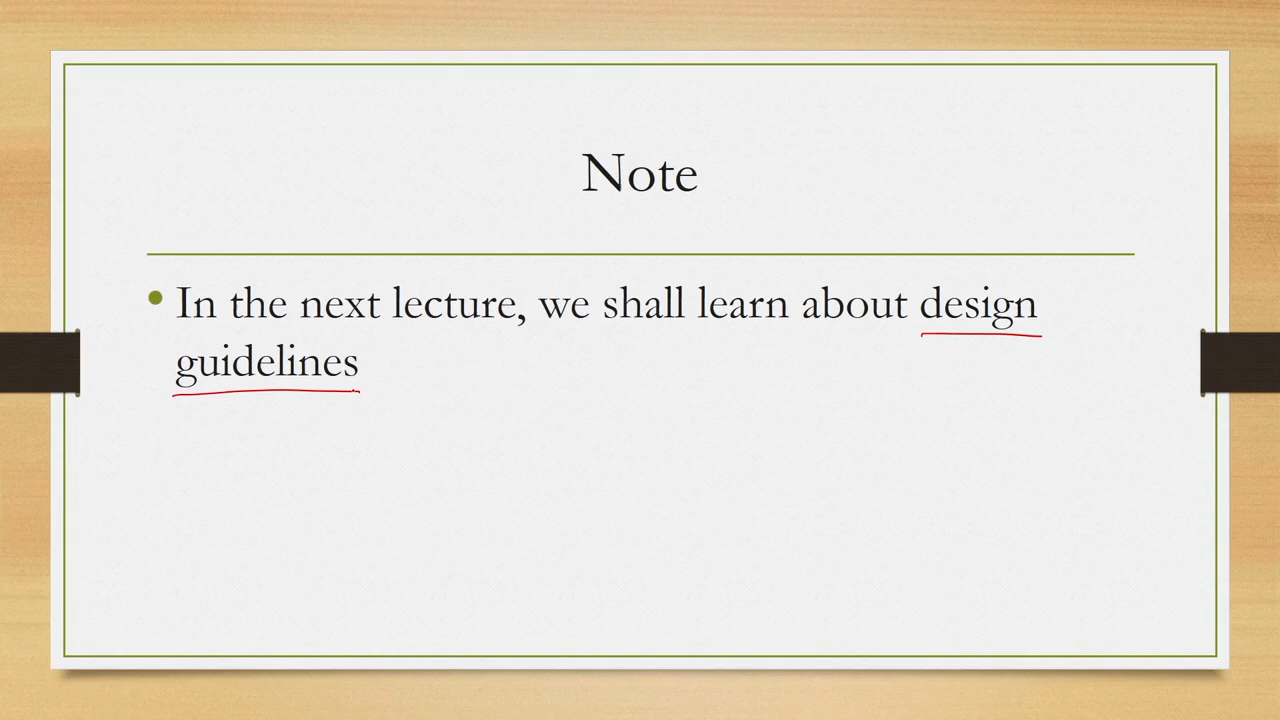 Note
• In the next lecture, we shall learn about design
guidelines